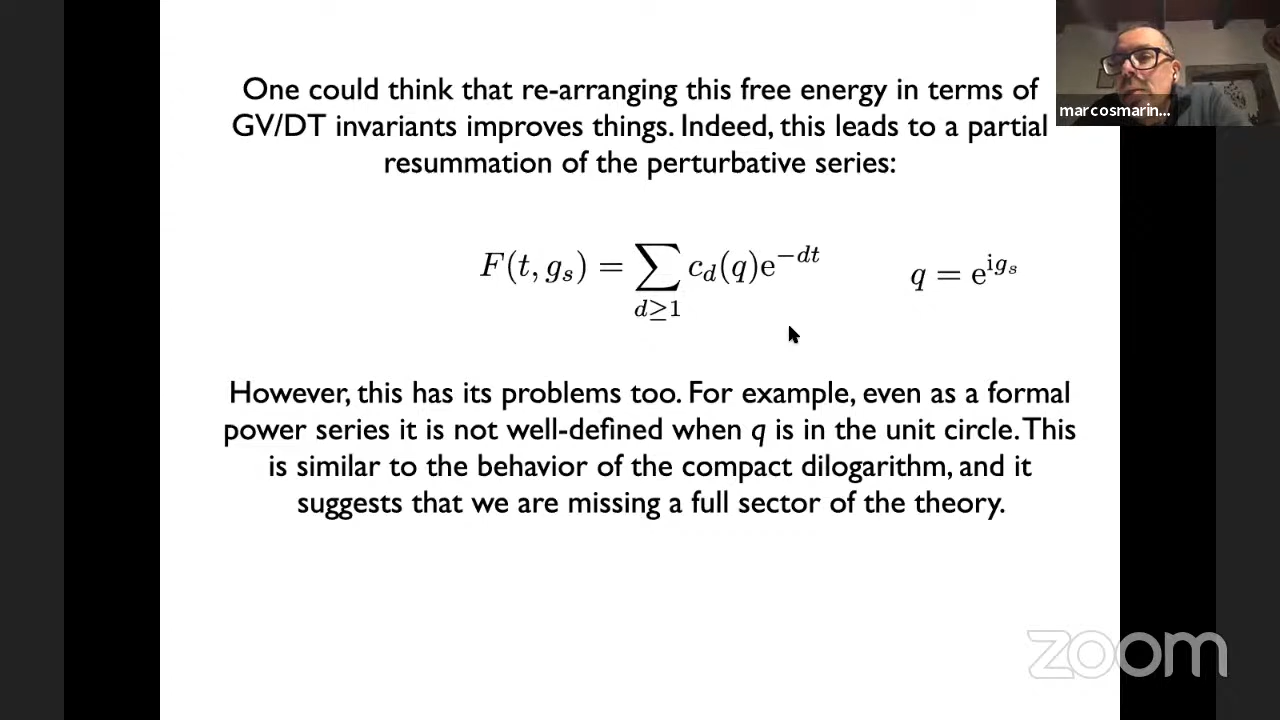 One could think that re-arranging this free energy in terms of
GV/DT invariants improves things. Indeed, this leads to a partial
resummation of the perturbative series:
F(t, g_s) = \sum_{d \geq 1} c_d(q) e^{-dt}    q = e^{i g_s}
However, this has its problems too. For example, even as a formal
power series it is not well-defined when q is in the unit circle. This
is similar to the behavior of the compact dilogarithm, and it
suggests that we are missing a full sector of the theory.
marcosmarin...
zoom